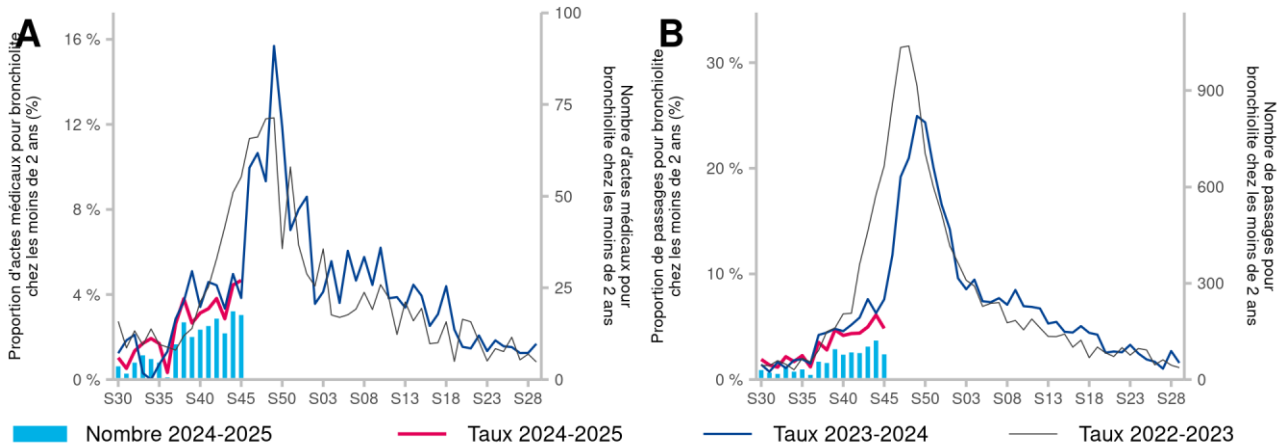 A
Proportion d'actes médicaux pour bronchiolite
chez les moins de 2 ans (%)
16 %
12 %
8 %
4 %
0 %
100
75
50
25
0
Nombre d'actes médicaux pour
bronchiolite chez les moins de 2 ans
S30 S35 S40 S45 S50 S03 S08 S13 S18 S23 S28
B
Proportion de passages pour bronchiolite
chez les moins de 2 ans (%)
30 %
20 %
10 %
0 %
900
600
300
0
Nombre de passages pour
bronchiolite chez les moins de 2 ans
S30 S35 S40 S45 S50 S03 S08 S13 S18 S23 S28
Nombre 2024-2025 Taux 2024-2025 Taux 2023-2024 Taux 2022-2023